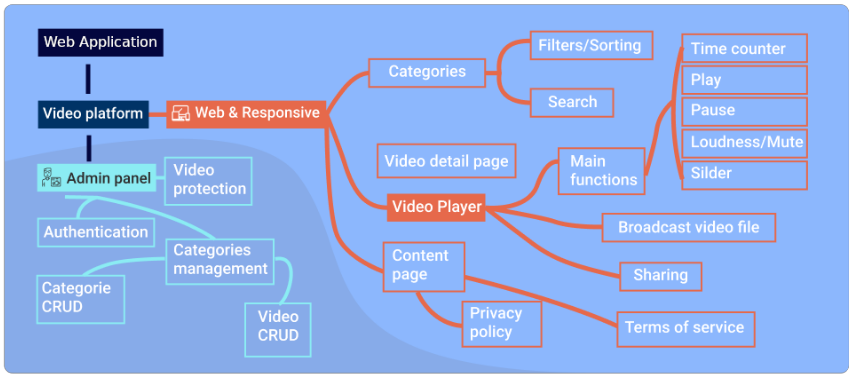 Web Application
Video platform
Web & Responsive
Categories
Filters/Sorting
Search
Video detail page
Video Player
Main
functions
Time counter
Play
Pause
Loudness/Mute
Silder
Broadcast video file
Sharing
Content
page
Privacy
policy
Terms of service
Admin panel
Video
protection
Authentication
Categories
management
Categorie
CRUD
Video
CRUD